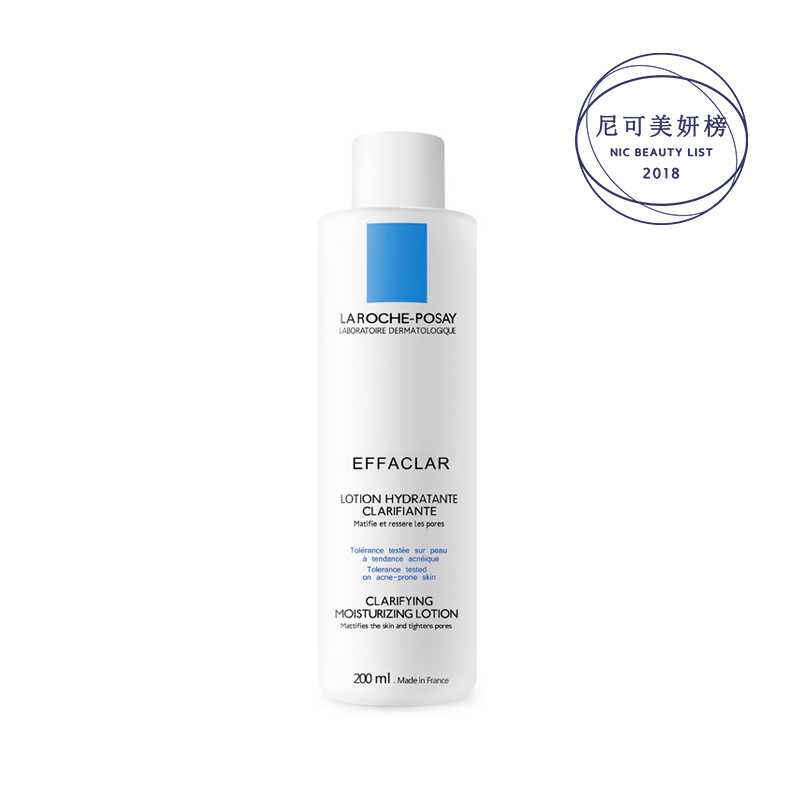 尼可美妍榜
NIC BEAUTY LIST
2018
LA ROCHE-POSAY
LABORATOIRE DERMATOLOGIQUE
EFFACLAR
LOTION HYDRATANTE
CLARIFIANTE
Matifie et ressere les pores
Tolérance testée sur peau
à tendance acnéique
Tolerance tested
on acne-prone skin
CLARIFYING
MOISTURIZING LOTION
Mattifies the skin and tightens pores
200 ml . Made in France